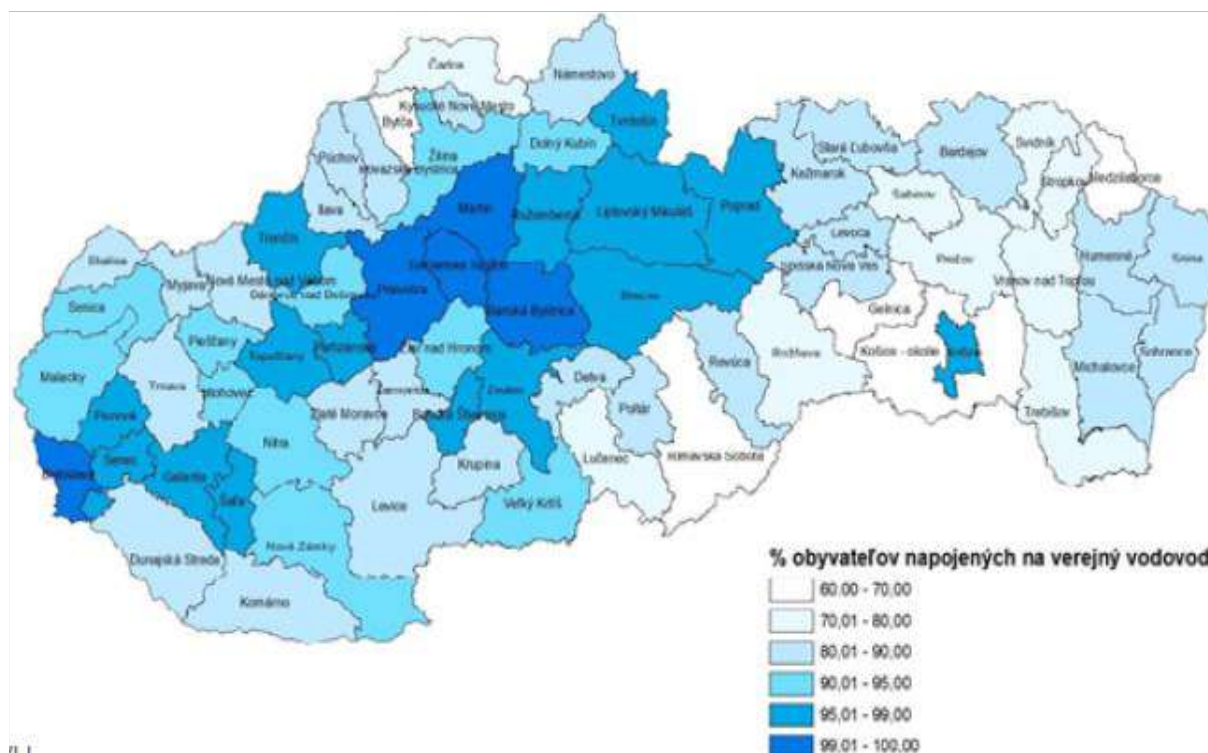 Čadca
Námestovo
Kysucké Nové Mesto
Bytča
Tvrdošín
Púchov
Žilina
Dolný Kubín
Považská Bystrica
Ilava
Martin
Ružomberok
Liptovský Mikuláš
Poprad
Kežmarok
Stará Ľubovňa
Bardejov
Svidník
Stropkov
Medzilaborce
Sabinov
Levoča
Prešov
Spišská Nová Ves
Humenné
Snina
Vranov nad Topľou
Trenčín
Skalica
Myjava
Nové Mesto nad Váhom
Senica
Prievidza
Banská Bystrica
Brezno
Gelnica
Rožňava
Košice - okolie
Michalovce
Sobrance
Trebišov
Malacky
Piešťany
Topoľčany
Partizánske
Žiar nad Hronom
Trnava
Hlohovec
Zlaté Moravce
Žarnovica
Banská Štiavnica
Zvolen
Detva
Poltár
Revúca
Rimavská Sobota
Lučenec
Pezinok
Senec
Galanta
Šaľa
Nitra
Levice
Krupina
Veľký Krtíš
Dunajská Streda
Nové Zámky
Komárno
% obyvateľov napojených na verejný vodovod
60.00 - 70,00
70,01 - 80,00
80,01 - 90,00
90,01 - 95,00
95,01 - 99,00
99,01 - 100,00